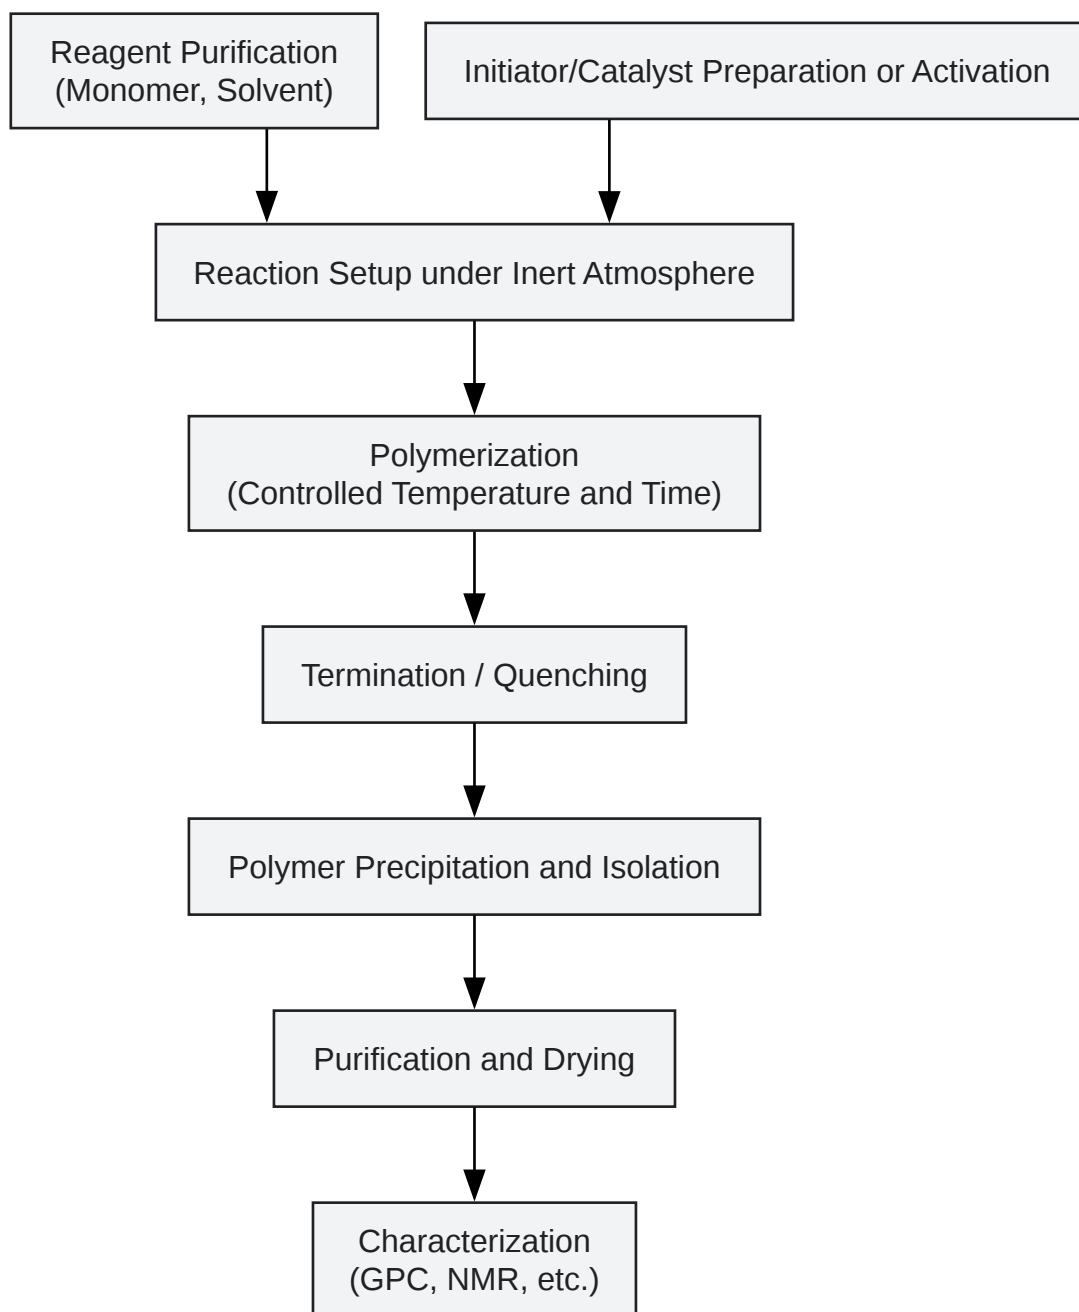 Reagent Purification
(Monomer, Solvent)
Initiator/Catalyst Preparation or Activation
Reaction Setup under Inert Atmosphere
Polymerization
(Controlled Temperature and Time)
Termination / Quenching
Polymer Precipitation and Isolation
Purification and Drying
Characterization
(GPC, NMR, etc.)